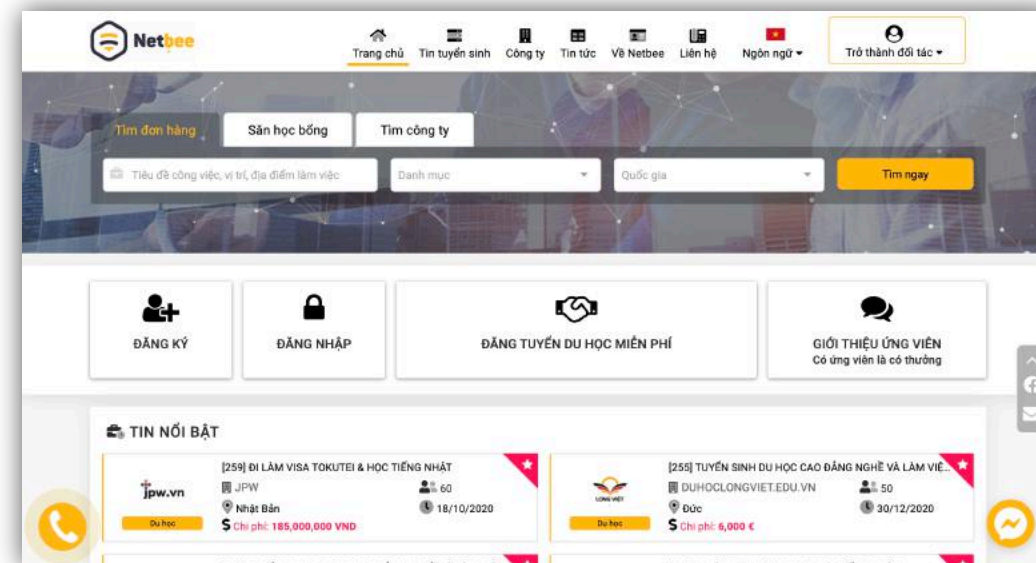 Netbee
Trang chủ
Tin tuyển sinh
Công ty
Tin tức
Về Netbee
Liên hệ
Ngôn ngữ
Trở thành đối tác
Tìm đơn hàng
Săn học bổng
Tìm công ty
Tiêu đề công việc, vị trí, địa điểm làm việc
Danh mục
Quốc gia
Tìm ngay
ĐĂNG KÝ
ĐĂNG NHẬP
ĐĂNG TUYỂN DU HỌC MIỄN PHÍ
GIỚI THIỆU ỨNG VIÊN
Có ứng viên là có thưởng
TIN NỔI BẬT
[259] ĐI LÀM VISA TOKUTEI & HỌC TIẾNG NHẬT
jpw.vn
JPW
60
Nhật Bản
18/10/2020
Du học
Chi phí: 185,000,000 VND
[255] TUYỂN SINH DU HỌC CAO ĐẲNG NGHỀ VÀ LÀM VIỆ...
LONG VIỆT
DUHOCLONGVIET.EDU.VN
50
Đức
30/12/2020
Du học
Chi phí: 6,000 €